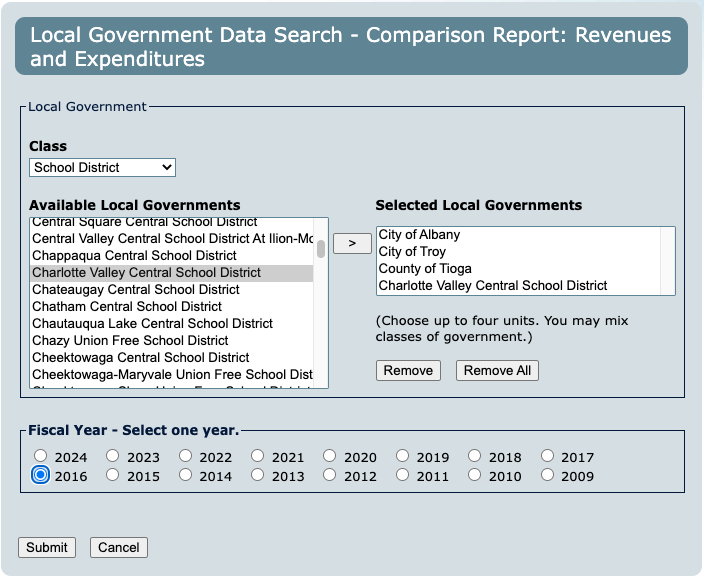 Local Government Data Search - Comparison Report: Revenues
and Expenditures
Local Government
Class
School District
Available Local Governments
Central Square Central School District
Central Valley Central School District At Ilion-Mo
Chappaqua Central School District
Charlotte Valley Central School District
Chateaugay Central School District
Chatham Central School District
Chautauqua Lake Central School District
Chazy Union Free School District
Cheektowaga Central School District
Cheektowaga-Maryvale Union Free School Dist
>
Selected Local Governments
City of Albany
City of Troy
County of Tioga
Charlotte Valley Central School District
(Choose up to four units. You may mix
classes of government.)
Remove Remove All
Fiscal Year - Select one year.
2024 2023 2022 2021 2020 2019 2018 2017
2016 2015 2014 2013 2012 2011 2010 2009
Submit Cancel